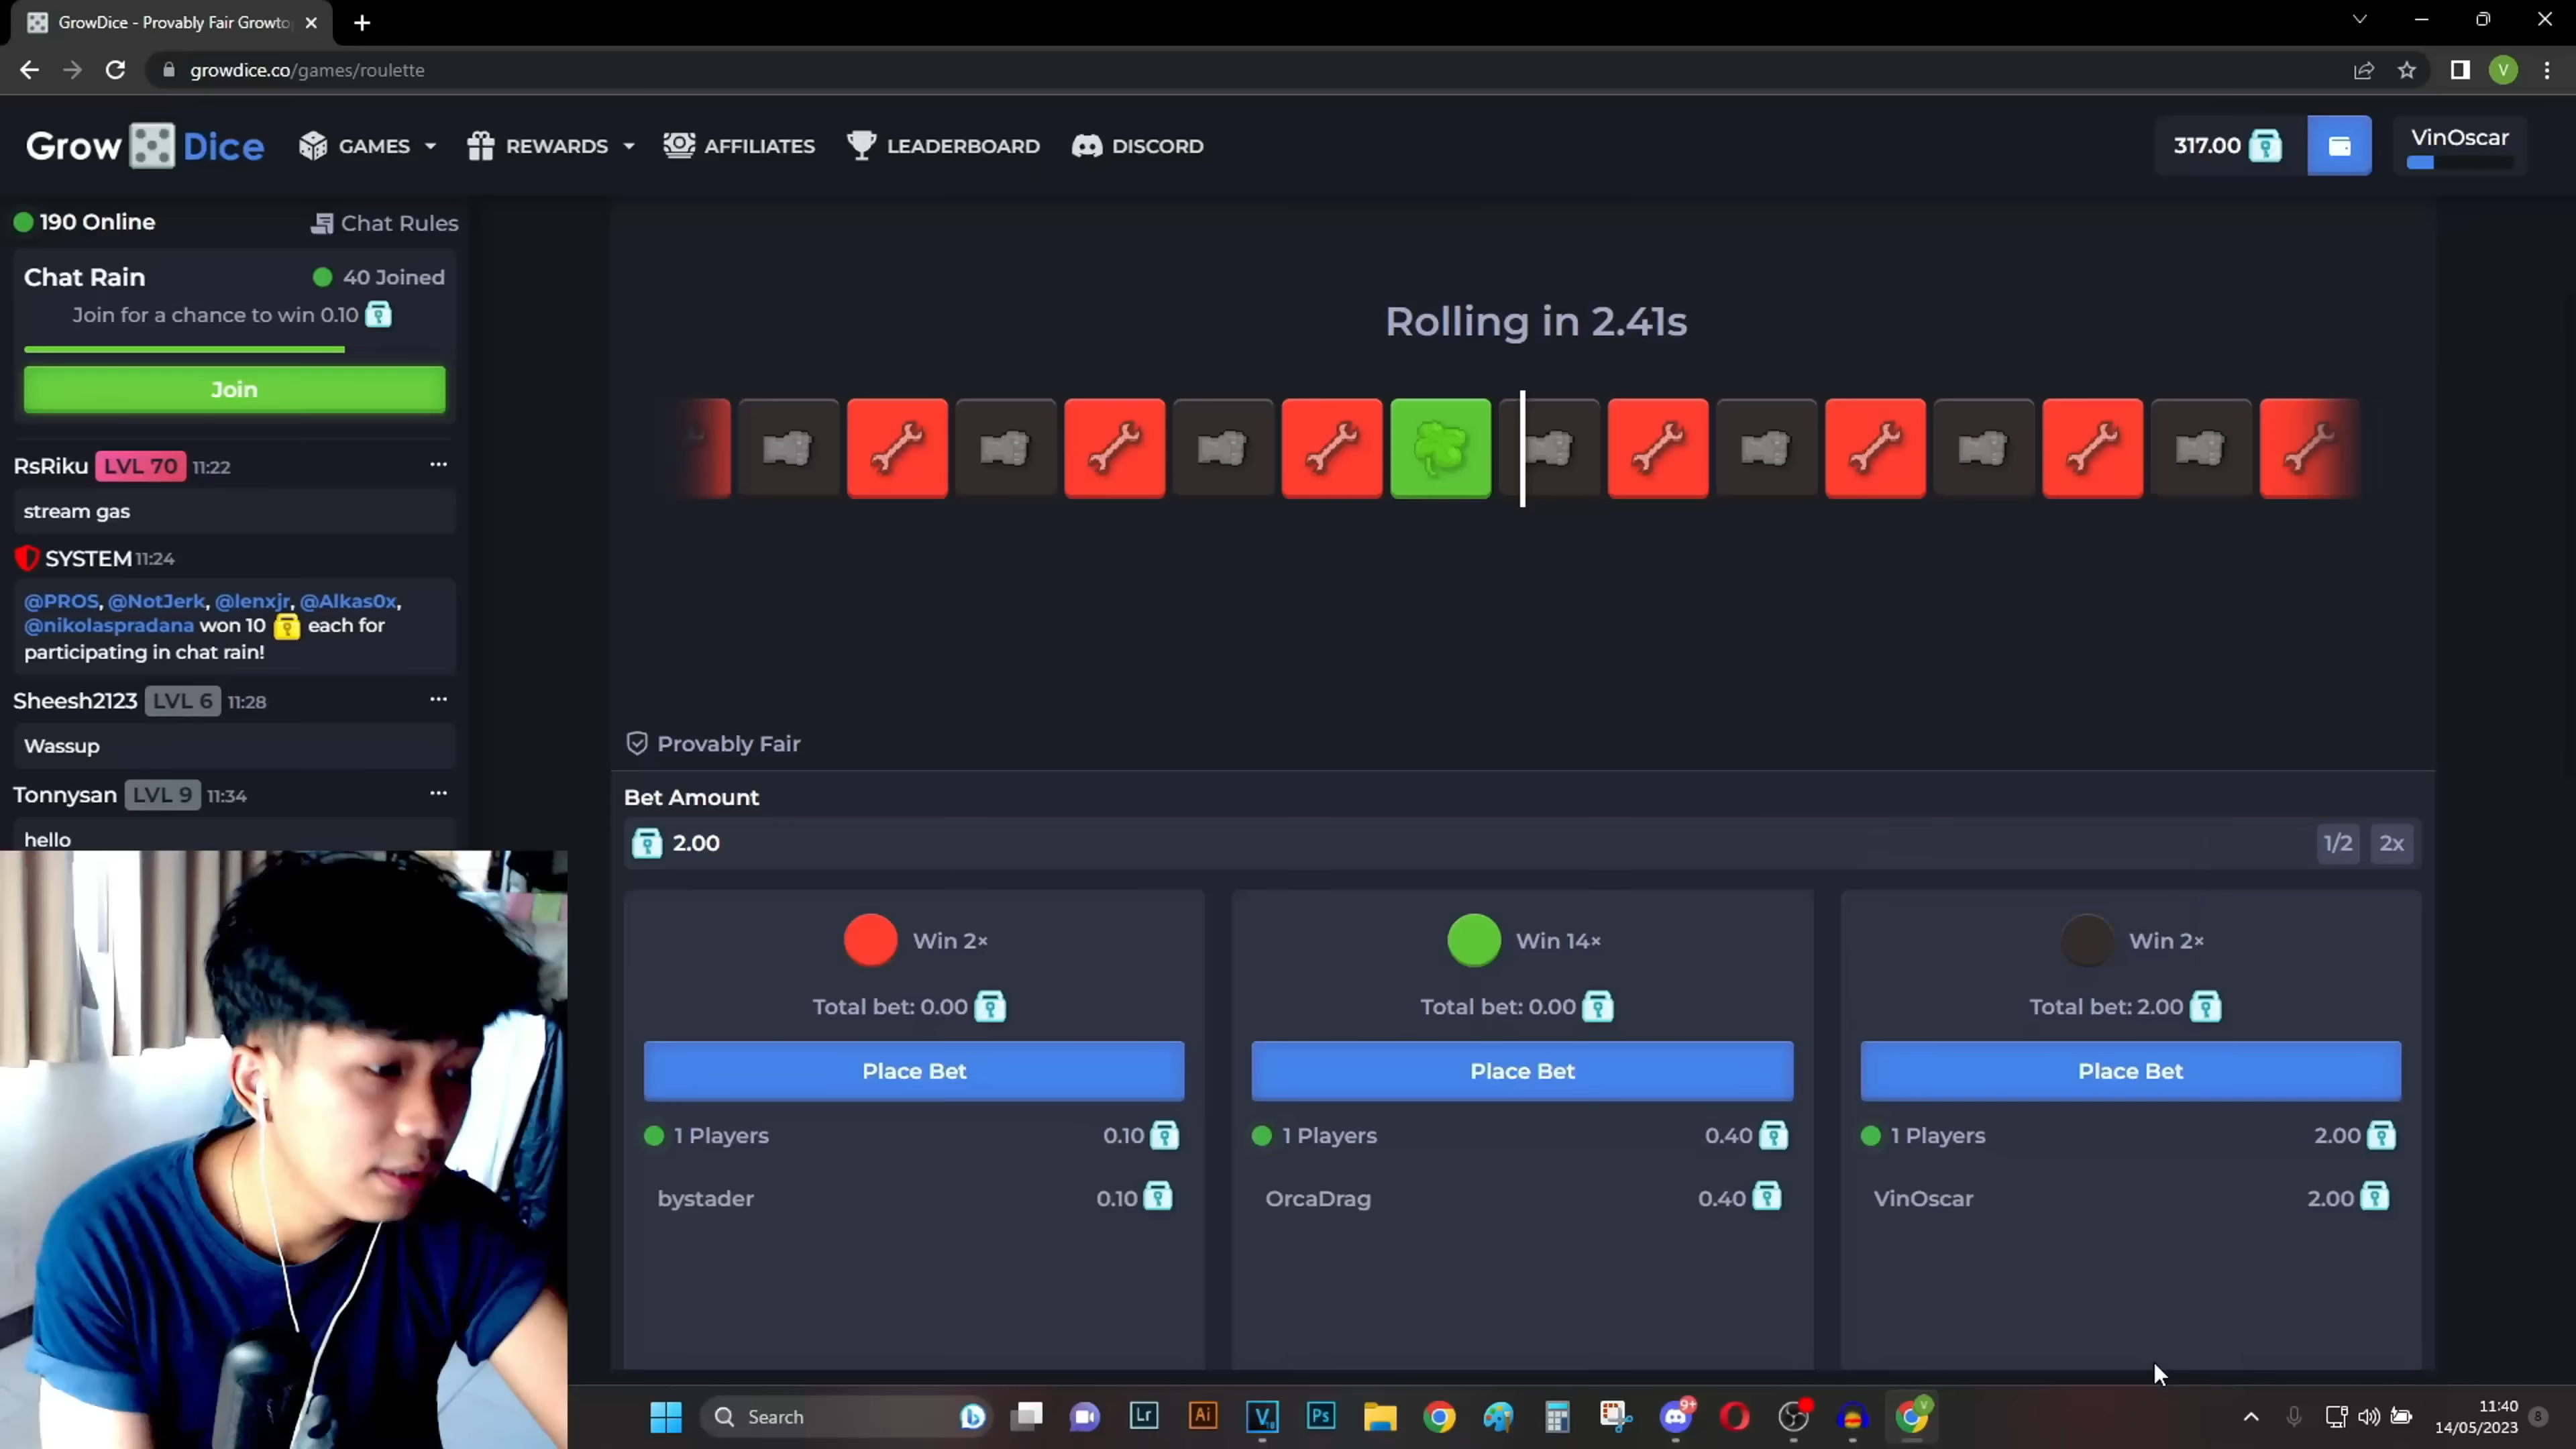 GrowDice - Provably Fair Growto
growdice.co/games/roulette
V
Grow Dice
GAMES
REWARDS
AFFILIATES
LEADERBOARD
DISCORD
317.00
VinOscar
190 Online
Chat Rules
Chat Rain
40 Joined
Join for a chance to win 0.10
Join
RsRiku LVL 70 11:22
stream gas
SYSTEM 11:24
@PROS, @NotJerk, @lenxjr, @Alkas0x,
@nikolaspradana won 10 each for
participating in chat rain!
Sheesh2123 LVL 6 11:28
Wassup
Tonnysan LVL 9 11:34
hello
Rolling in 2.41s
Provably Fair
Bet Amount
2.00
1/2
2x
Win 2×
Total bet: 0.00
Place Bet
1 Players 0.10
bystader 0.10
Win 14×
Total bet: 0.00
Place Bet
1 Players 0.40
OrcaDrag 0.40
Win 2×
Total bet: 2.00
Place Bet
1 Players 2.00
VinOscar 2.00
Search
Lr
Ai
V
Ps
9+
V
11:40
14/05/2023
8